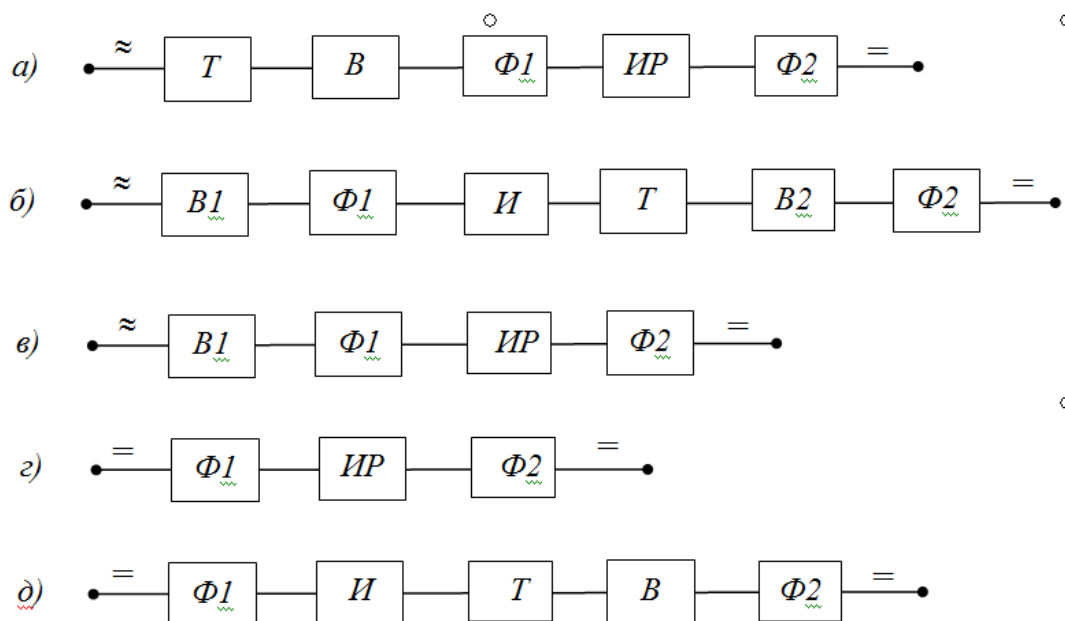 а) ≈ Т В Ф1 ИР Ф2 =
б) ≈ В1 Ф1 И Т В2 Ф2 =
в) ≈ В1 Ф1 ИР Ф2 =
г) = Ф1 ИР Ф2 =
д) = Ф1 И Т В Ф2 =